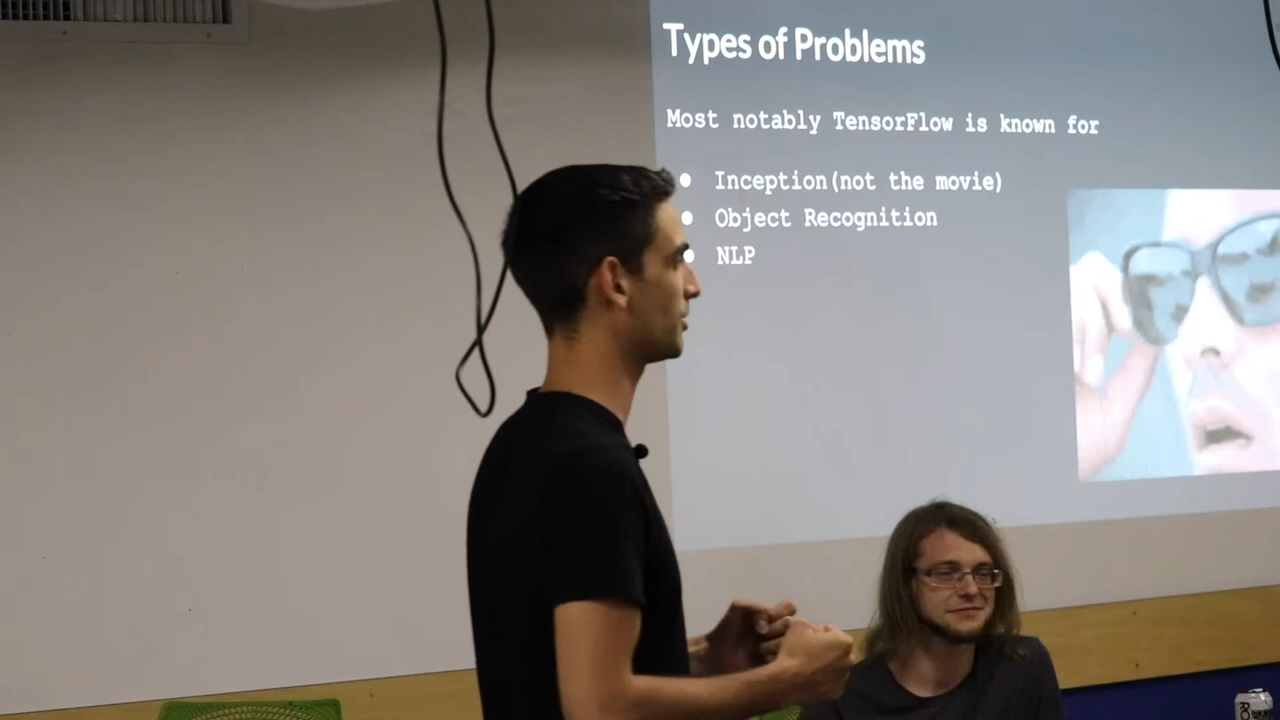 Types of Problems
Most notably TensorFlow is known for
● Inception(not the movie)
● Object Recognition
● NLP